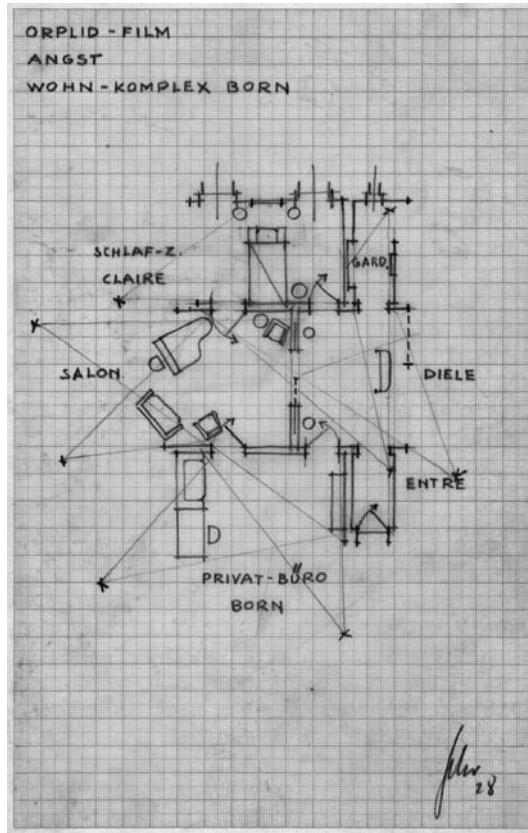 ORPLID-FILM
ANGST
WOHN-KOMPLEX BORN
SCHLAF-Z.
CLAIRE
GARD.
SALON
DIELE
ENTRÉ
PRIVAT-BÜRO
BORN
28